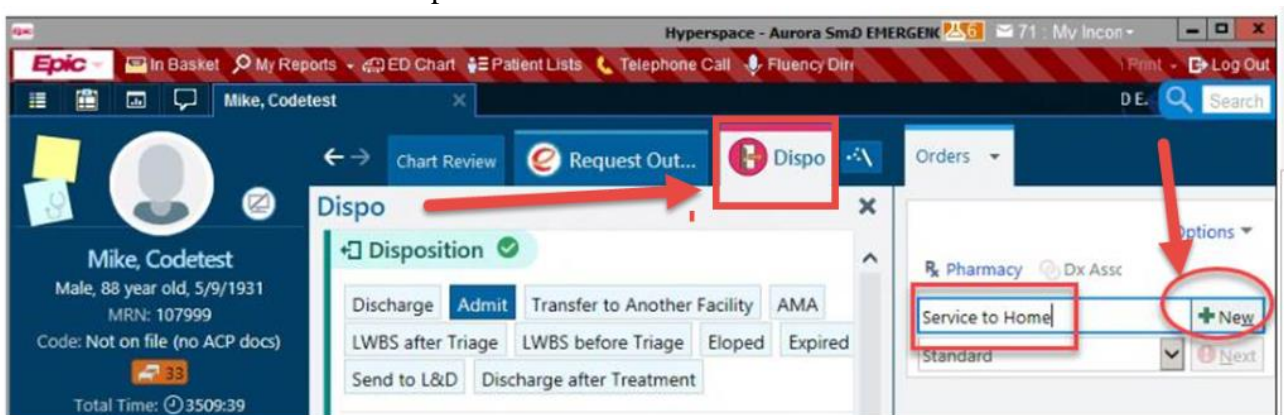 Epic
Hyperspace - Aurora SmD EMERGENC
6
71 : My Incom
Epic In Basket My Reports ED Chart Patient Lists Telephone Call Fluency Dire Print Log Out
Mike, Codetest × D E. Search
Chart Review Request Out... Dispo Orders
Dispo
Options
Disposition
Rx Pharmacy Dx Assc
Mike, Codetest
Male, 88 year old, 5/9/1931
MRN: 107999
Code: Not on file (no ACP docs)
33
Total Time: 3509:39
Discharge Admit Transfer to Another Facility AMA
LWBS after Triage LWBS before Triage Eloped Expired
Send to L&D Discharge after Treatment
Service to Home New
Standard Next